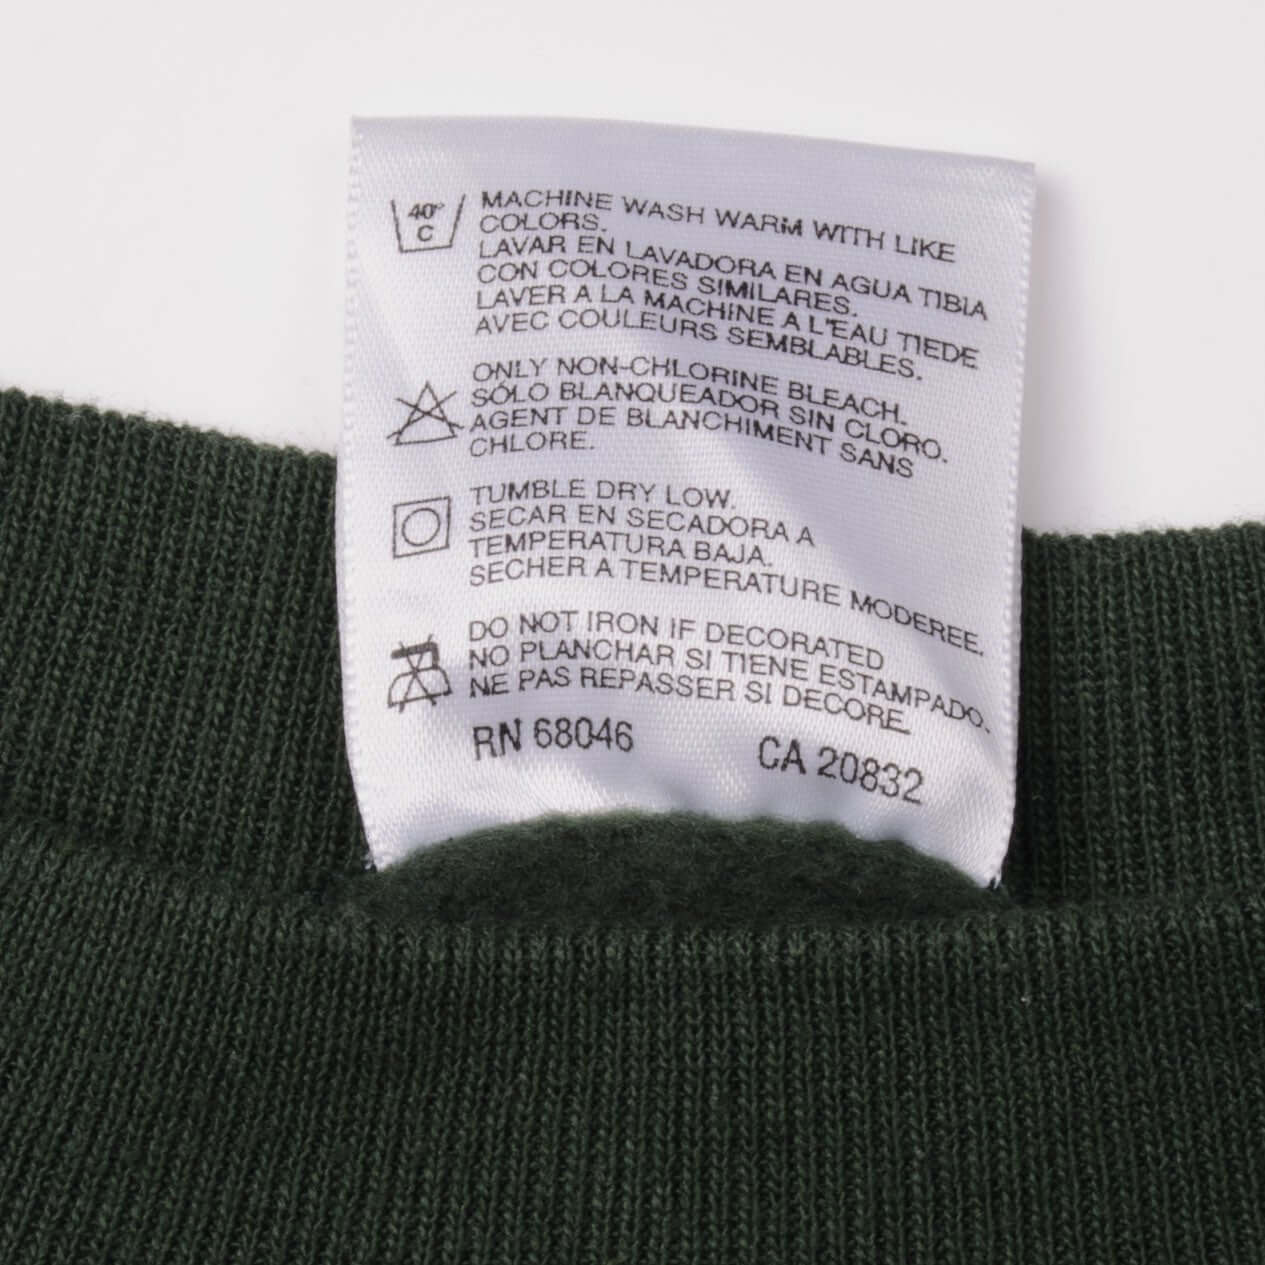 40°
C
MACHINE WASH WARM WITH LIKE
COLORS.
LAVAR EN LAVADORA EN AGUA TIBIA
CON COLORES SIMILARES.
LAVER A LA MACHINE A L'EAU TIEDE
AVEC COULEURS SEMBLABLES.
ONLY NON-CHLORINE BLEACH.
SÓLO BLANQUEADOR SIN CLORO.
AGENT DE BLANCHIMENT SANS
CHLORE.
TUMBLE DRY LOW.
SECAR EN SECADORA A
TEMPERATURA BAJA.
SECHER A TEMPERATURE MODEREE.
DO NOT IRON IF DECORATED
NO PLANCHAR SI TIENE ESTAMPADO.
NE PAS REPASSER SI DECORE.
RN 68046 CA 20832